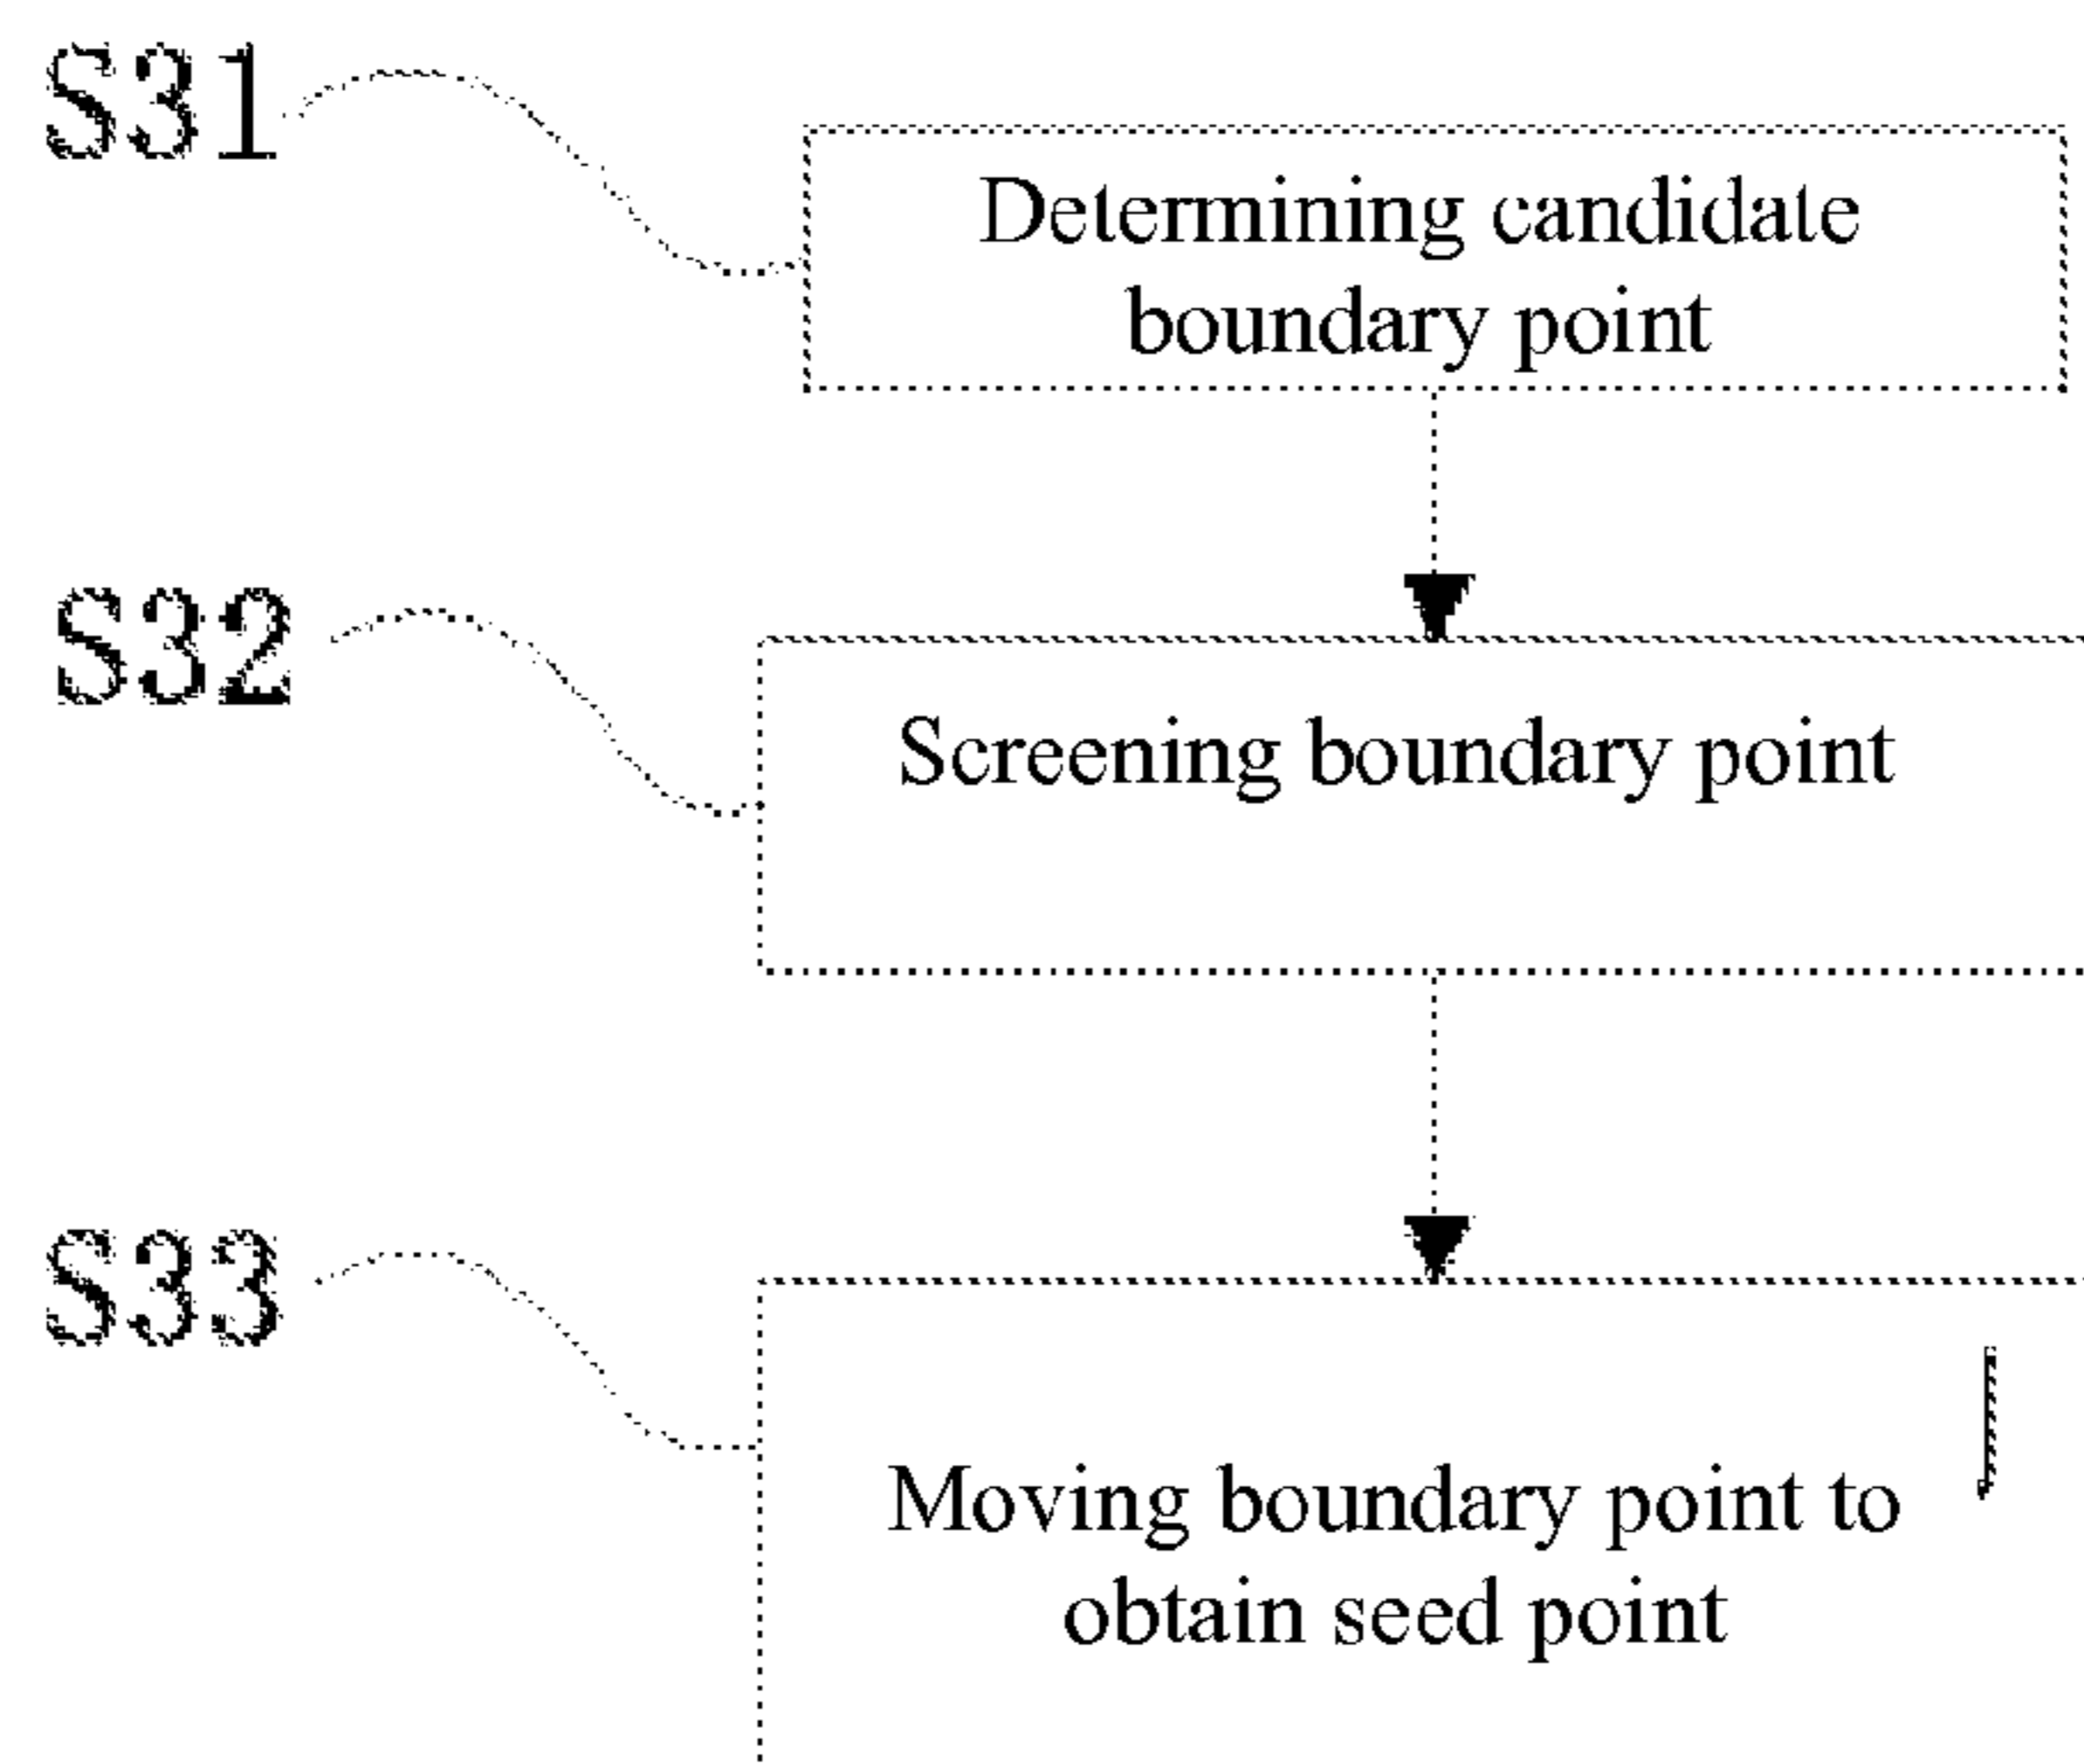 S31
Determining candidate
boundary point
S32
Screening boundary point
S33
Moving boundary point to
obtain seed point